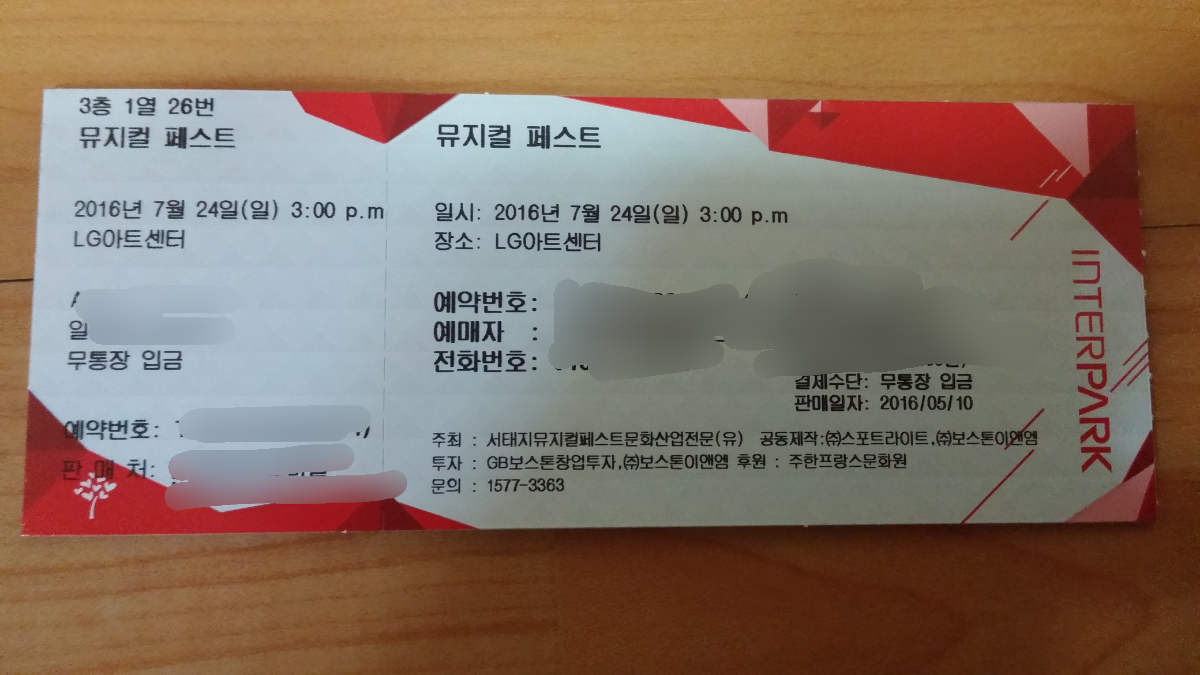 3층 1열 26번
뮤지컬 페스트
2016년 7월 24일(일) 3:00 p.m
LG아트센터
무통장 입금
예약번호:
판 매 처:
뮤지컬 페스트
일시: 2016년 7월 24일(일) 3:00 p.m
장소: LG아트센터
예약번호:
예매자 :
전화번호:
결제수단: 무통장 입금
판매일자: 2016/05/10
주최 : 서태지뮤지컬페스트문화산업전문(유) 공동제작:㈜스포트라이트,㈜보스톤이앤엠
투자 : GB보스톤창업투자,㈜보스톤이앤엠 후원 : 주한프랑스문화원
문의 : 1577-3363
INTERPARK